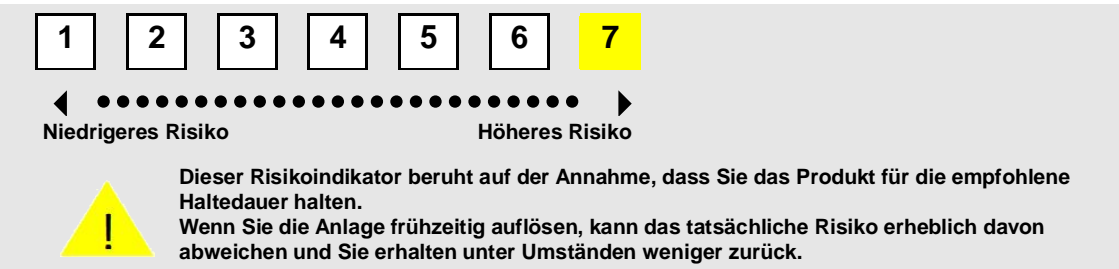 1 2 3 4 5 6 7
Niedrigeres Risiko Höheres Risiko
Dieser Risikoindikator beruht auf der Annahme, dass Sie das Produkt für die empfohlene
Haltedauer halten.
Wenn Sie die Anlage frühzeitig auflösen, kann das tatsächliche Risiko erheblich davon
abweichen und Sie erhalten unter Umständen weniger zurück.
!